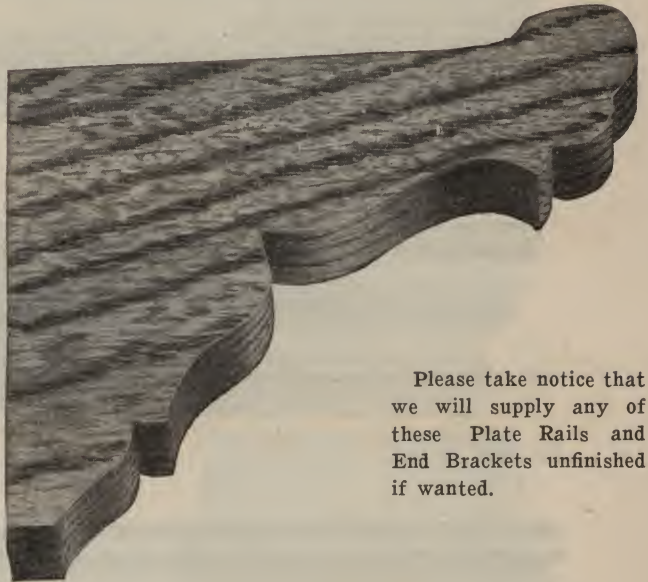 Please take notice that
we will supply any of
these Plate Rails and
End Brackets unfinished
if wanted.